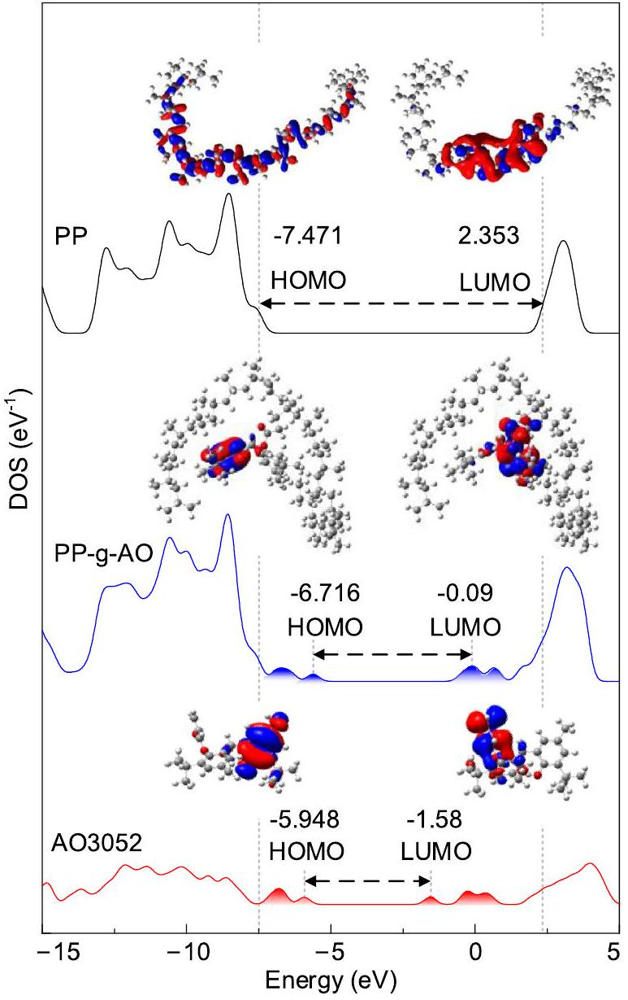 PP
-7.471
2.353
HOMO
LUMO
DOS (eV-1)
PP-g-AO
-6.716
-0.09
HOMO
LUMO
AO3052
-5.948
-1.58
HOMO
LUMO
−15
−10
−5
0
5
Energy (eV)